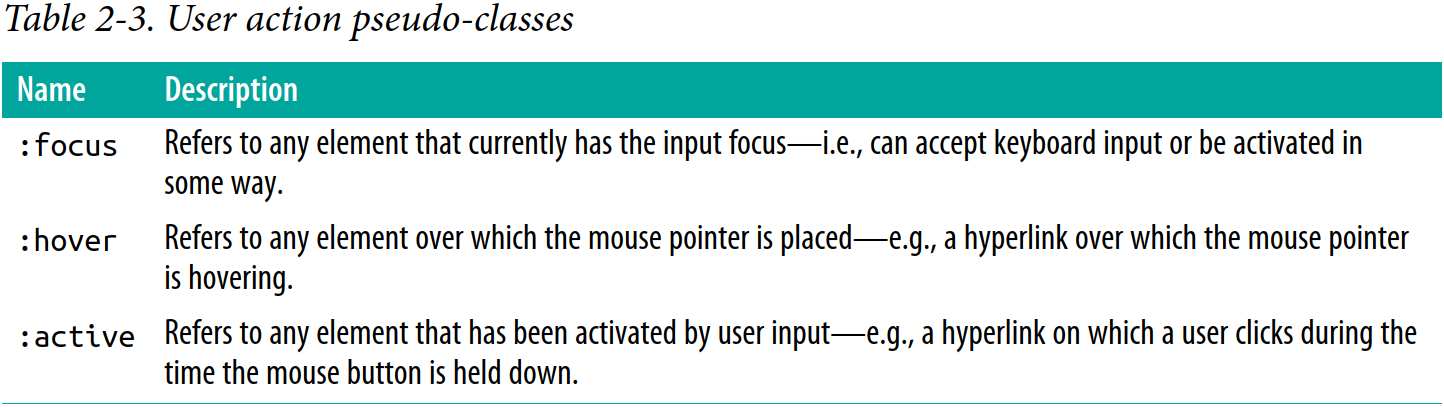 Table 2-3. User action pseudo-classes
Name Description
:focus Refers to any element that currently has the input focus—i.e., can accept keyboard input or be activated in
some way.
:hover Refers to any element over which the mouse pointer is placed—e.g., a hyperlink over which the mouse pointer
is hovering.
:active Refers to any element that has been activated by user input—e.g., a hyperlink on which a user clicks during the
time the mouse button is held down.